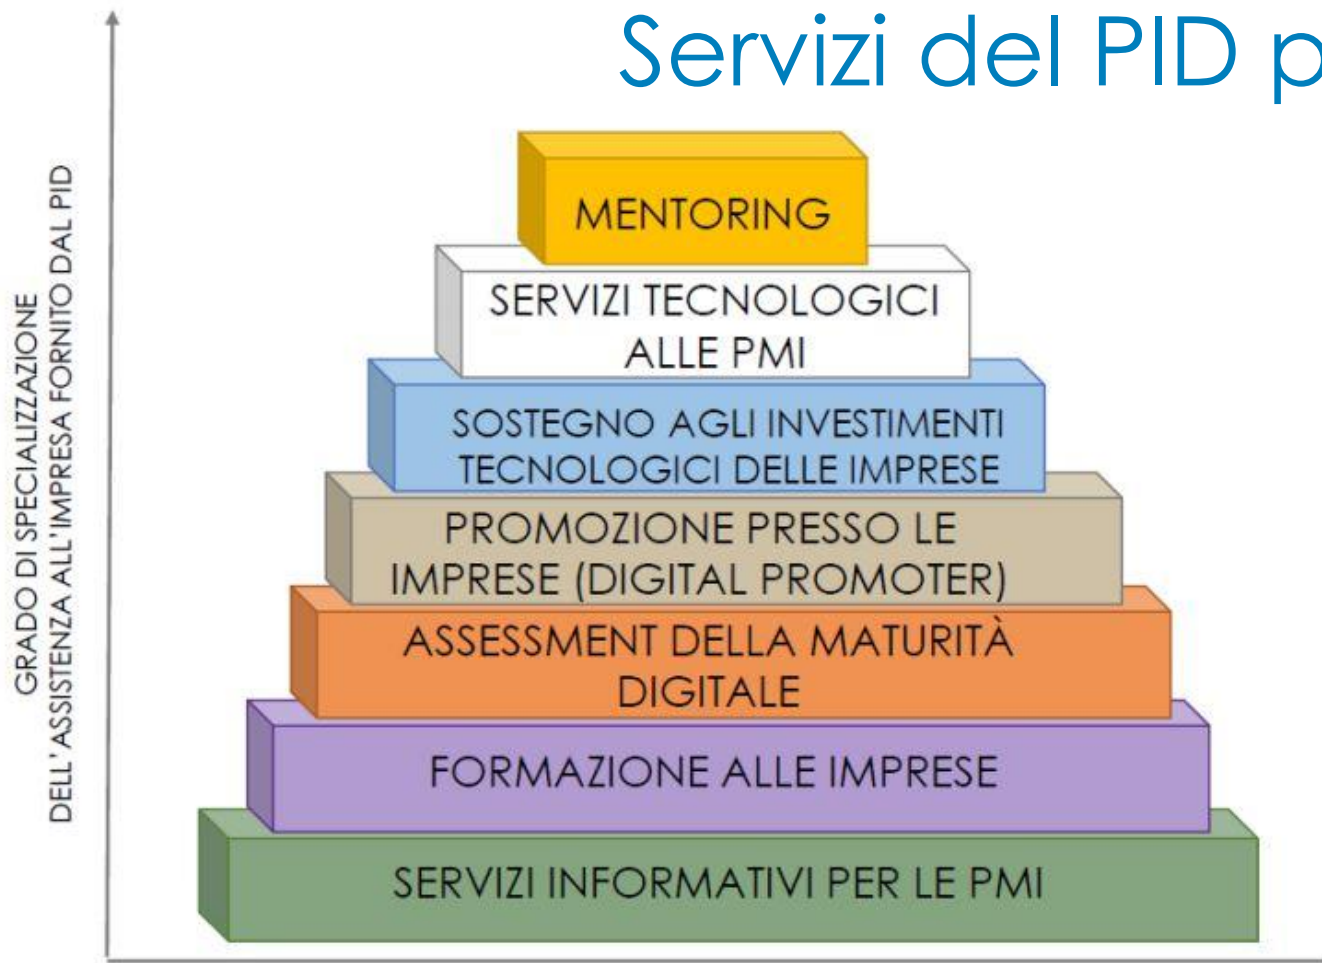 Servizi del PID p
GRADO DI SPECIALIZZAZIONE
DELL'ASSISTENZA ALL'IMPRESA FORNITO DAL PID
MENTORING
SERVIZI TECNOLOGICI
ALLE PMI
SOSTEGNO AGLI INVESTIMENTI
TECNOLOGICI DELLE IMPRESE
PROMOZIONE PRESSO LE
IMPRESE (DIGITAL PROMOTER)
ASSESSMENT DELLA MATURITÀ
DIGITALE
FORMAZIONE ALLE IMPRESE
SERVIZI INFORMATIVI PER LE PMI